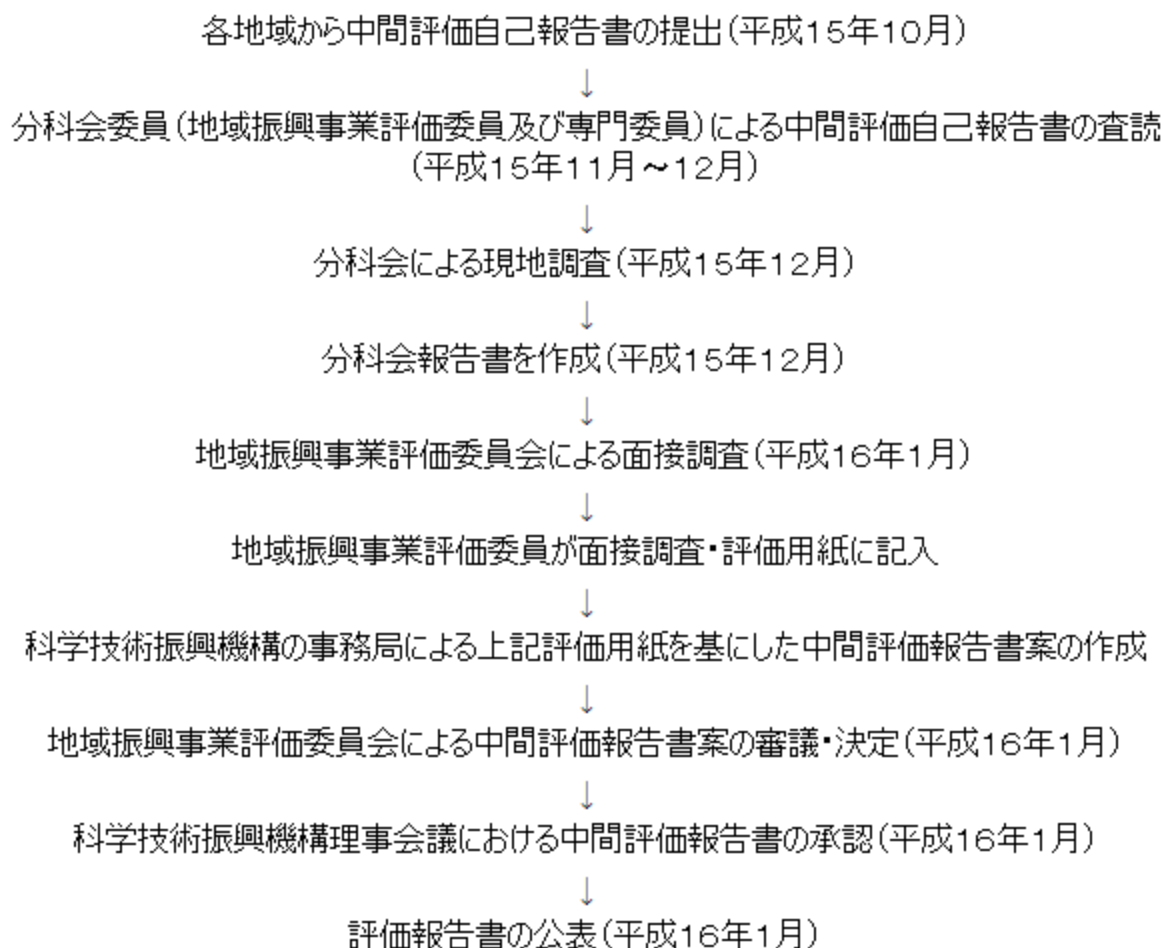 各地域から中間評価自己報告書の提出(平成15年10月)
↓
分科会委員(地域振興事業評価委員及び専門委員)による中間評価自己報告書の査読
(平成15年11月~12月)
↓
分科会による現地調査(平成15年12月)
↓
分科会報告書を作成(平成15年12月)
↓
地域振興事業評価委員会による面接調査(平成16年1月)
↓
地域振興事業評価委員が面接調査・評価用紙に記入
↓
科学技術振興機構の事務局による上記評価用紙を基にした中間評価報告書案の作成
↓
地域振興事業評価委員会による中間評価報告書案の審議・決定(平成16年1月)
↓
科学技術振興機構理事会議における中間評価報告書の承認(平成16年1月)
↓
評価報告書の公表(平成16年1月)